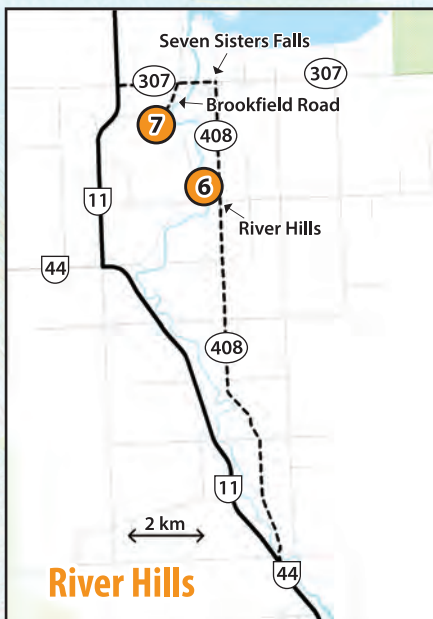 Seven Sisters Falls
307
307
Brookfield Road
7
408
6
11
River Hills
44
408
11
2 km
44
River Hills